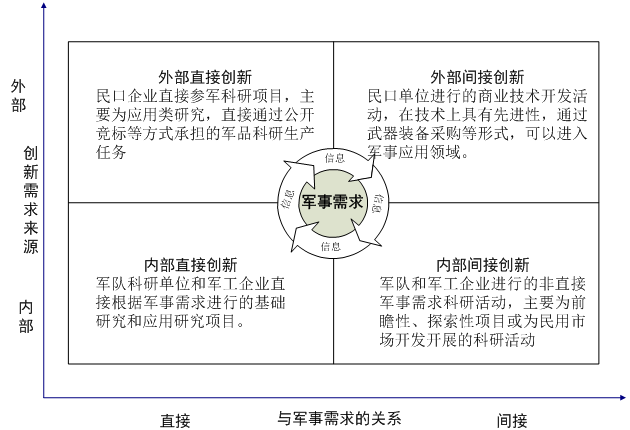 外部
创新需求来源
内部
外部直接创新
民口企业直接参军科研项目，主
要为应用类研究，直接通过公开
竞标等方式承担的军品科研生产
任务
外部间接创新
民口单位进行的商业技术开发活
动，在技术上具有先进性，通过
武器装备采购等形式，可以进入
军事应用领域。
信息
信息
军事需求
信息
信息
内部直接创新
军队科研单位和军工企业直
接根据军事需求进行的基础
研究和应用研究项目。
内部间接创新
军队和军工企业进行的非直接
军事需求科研活动，主要为前
瞻性、探索性项目或为民用市
场开发开展的科研活动
直接
与军事需求的关系
间接